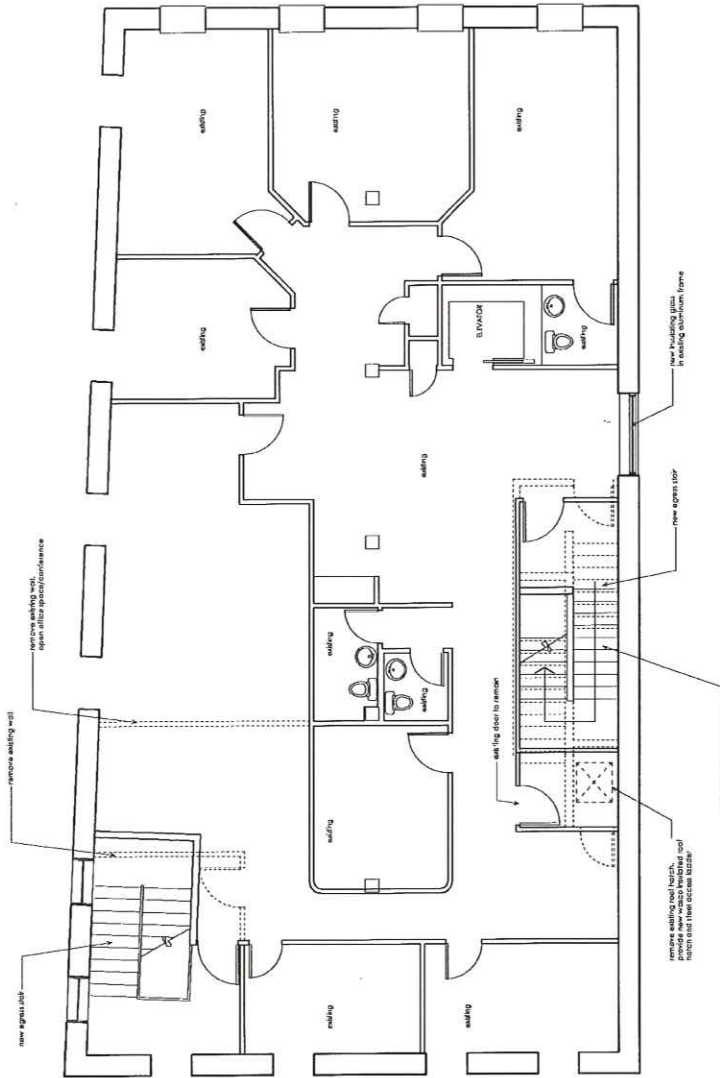 new egress stair
remove existing wall
remove existing wall,
open office space/conference
existing
existing
existing
existing
existing
existing
existing
existing
existing
existing
existing
ELEVATOR
existing door to remain
remove existing roof hatch.
provide new wasco insulated roof
hatch and steel access ladder
new egress stair
new insulating glass
in existing aluminum frame